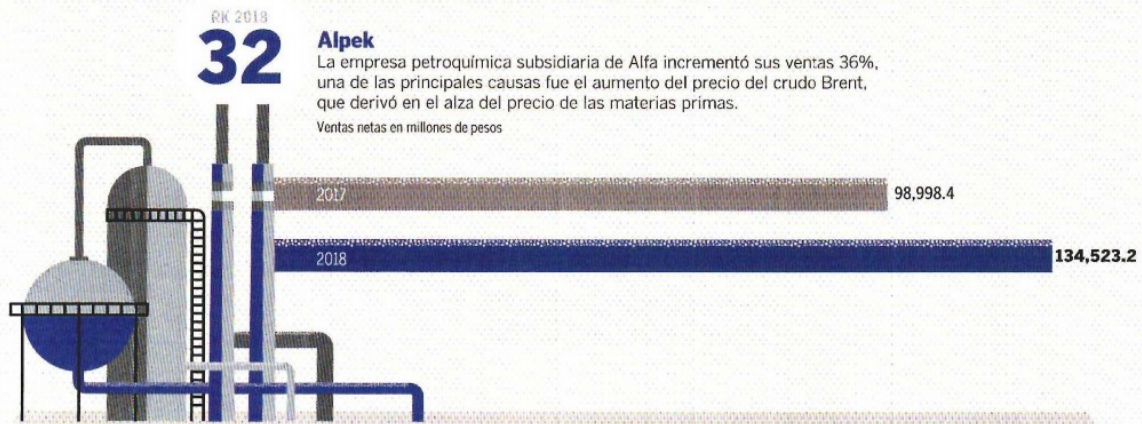 RK 2018
32
Alpek
La empresa petroquímica subsidiaria de Alfa incrementó sus ventas 36%,
una de las principales causas fue el aumento del precio del crudo Brent,
que derivó en el alza del precio de las materias primas.
Ventas netas en millones de pesos
2017
98,998.4
2018
134,523.2